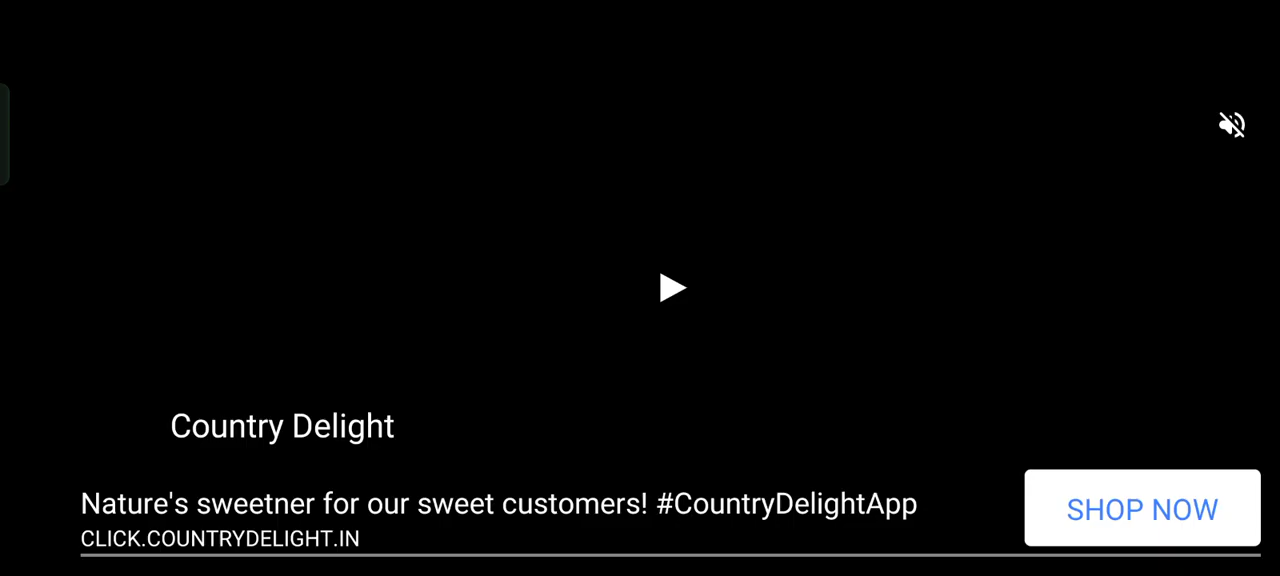 Country Delight
Nature's sweetner for our sweet customers! #CountryDelightApp
CLICK.COUNTRYDELIGHT.IN
SHOP NOW